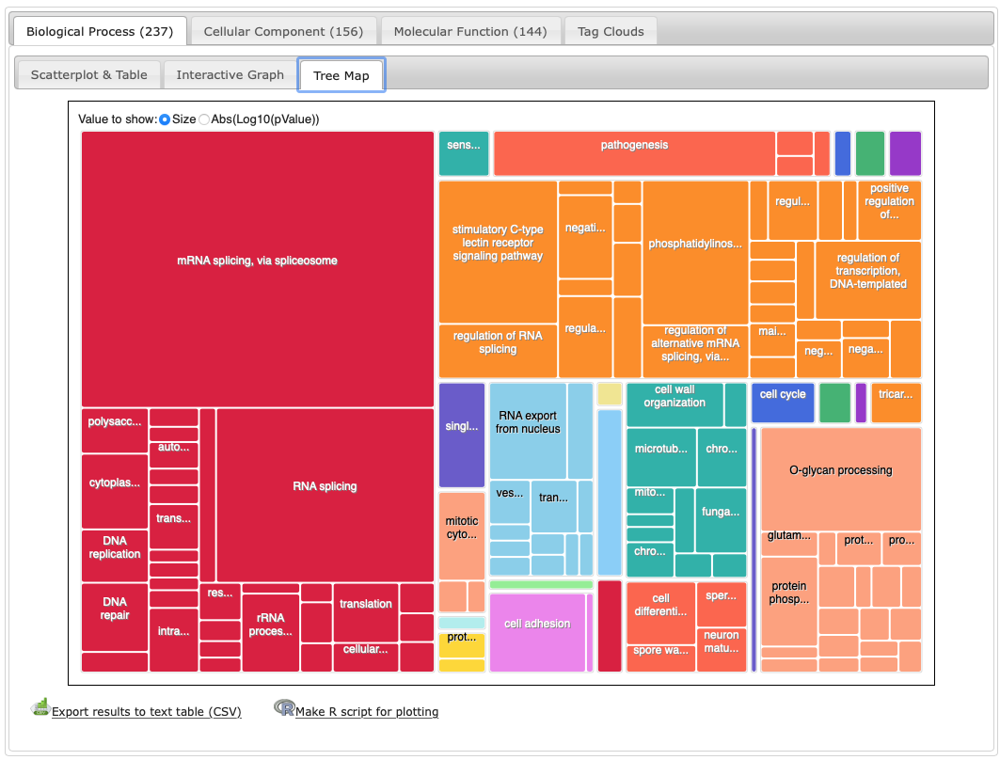 Biological Process (237)
Cellular Component (156)
Molecular Function (144)
Tag Clouds
Scatterplot & Table
Interactive Graph
Tree Map
Value to show: Size Abs(Log10(pValue))
mRNA splicing, via spliceosome
sens...
pathogenesis
stimulatory C-type
lectin receptor
signaling pathway
negati...
phosphatidylinos...
regul...
positive
regulation
of...
regulation of
transcription,
DNA-templated
regulation of RNA
splicing
regula...
regulation of
alternative mRNA
splicing, via...
mai...
neg...
nega...
polysacc...
auto...
cytoplas...
trans...
RNA splicing
DNA
replication
DNA
repair
intra...
res...
rRNA
proces...
translation
cellular...
singl...
RNA export
from nucleus
ves...
tran...
mitotic
cyto...
prot...
cell adhesion
cell wall
organization
microtub...
chro...
mito...
funga...
chro...
cell
differenti...
sper...
spore wa...
neuron
matu...
cell cycle
tricar...
O-glycan processing
glutam...
prot...
pro...
protein
phosp...
Export results to text table (CSV)
Make R script for plotting